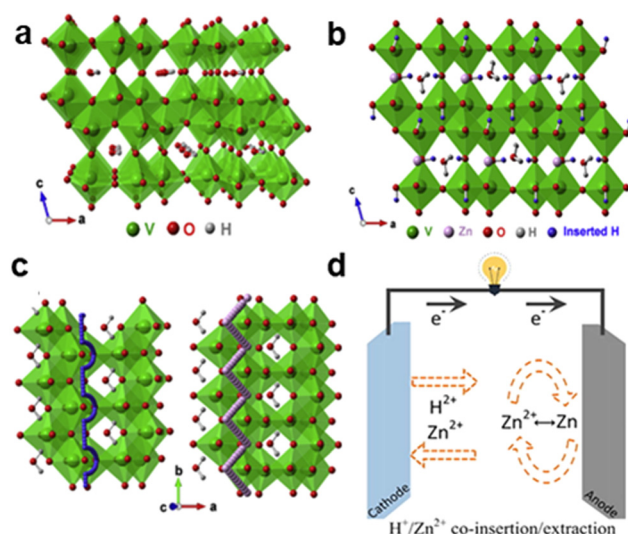 a
b
c
a
V O H
c
a
V Zn O H Inserted H
c
d
e⁻ e⁻
H²⁺
Zn²⁺
Zn²⁺↔Zn
Cathode
Anode
b
c a
H⁺/Zn²⁺ co-insertion/extraction